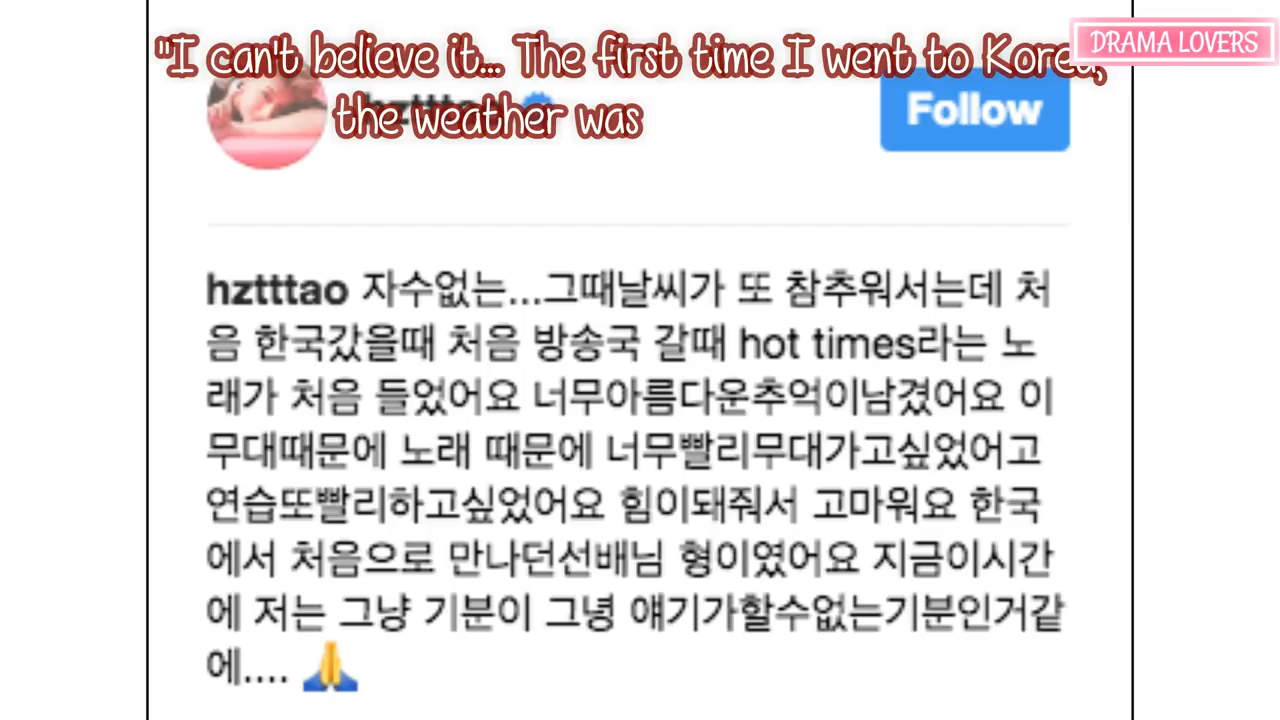 "I can't believe it... The first time I went to Korea,
DRAMA LOVERS
the weather was
Follow
hztttao 자수없는...그때날씨가 또 참추워서는데 처
음 한국갔을때 처음 방송국 갈때 hot times라는 노
래가 처음 들었어요 너무아름다운추억이남겼어요 이
무대때문에 노래 때문에 너무빨리무대가고싶었어고
연습또빨리하고싶었어요 힘이돼줘서 고마워요 한국
에서 처음으로 만나던선배님 형이였어요 지금이시간
에 저는 그냥 기분이 그녕 얘기가할수없는기분인거같
에.... 🙏